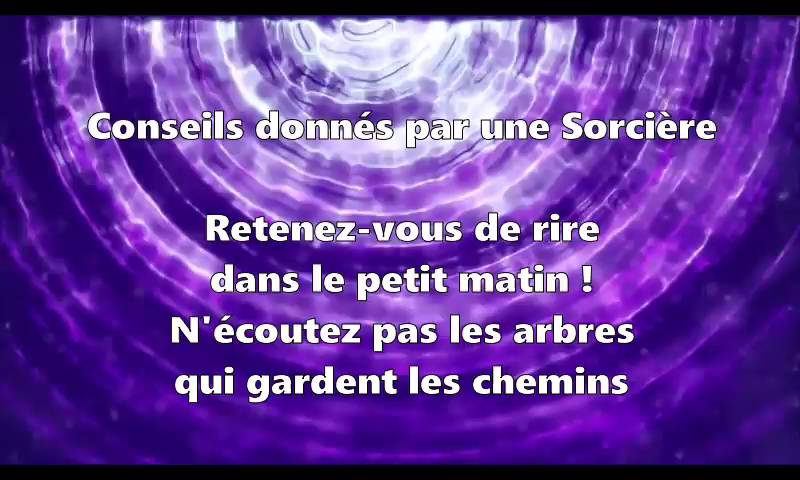 Conseils donnés par une Sorcière
Retenez-vous de rire
dans le petit matin !
N'écoutez pas les arbres
qui gardent les chemins